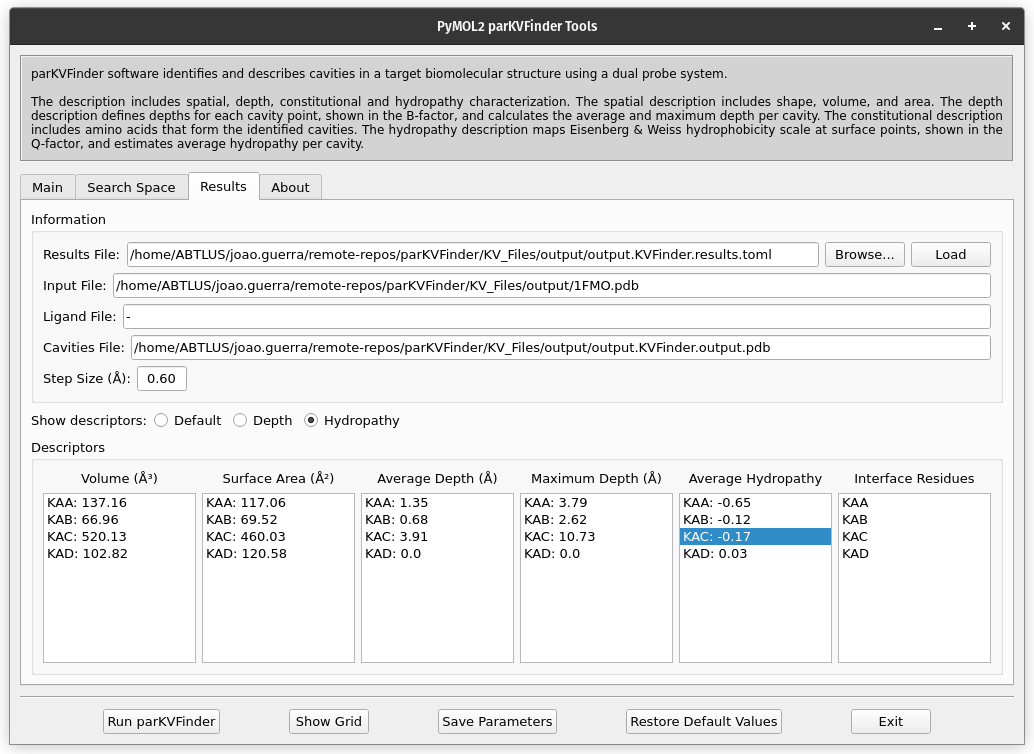 PyMOL2 parKVFinder Tools
parKVFinder software identifies and describes cavities in a target biomolecular structure using a dual probe system.
The description includes spatial, depth, constitutional and hydropathy characterization. The spatial description includes shape, volume, and area. The depth
description defines depths for each cavity point, shown in the B-factor, and calculates the average and maximum depth per cavity. The constitutional description
includes amino acids that form the identified cavities. The hydropathy description maps Eisenberg & Weiss hydrophobicity scale at surface points, shown in the
Q-factor, and estimates average hydropathy per cavity.
Main Search Space Results About
Information
Results File: /home/ABTLUS/joao.guerra/remote-repos/parKVFinder/KV_Files/output/output.KVFinder.results.toml Browse... Load
Input File: /home/ABTLUS/joao.guerra/remote-repos/parKVFinder/KV_Files/output/1FMO.pdb
Ligand File: -
Cavities File: /home/ABTLUS/joao.guerra/remote-repos/parKVFinder/KV_Files/output/output.KVFinder.output.pdb
Step Size (Å): 0.60
Show descriptors: Default Depth Hydropathy
Descriptors
Volume (Å³) Surface Area (Å²) Average Depth (Å) Maximum Depth (Å) Average Hydropathy Interface Residues
KAA: 137.16 KAA: 117.06 KAA: 1.35 KAA: 3.79 KAA: -0.65 KAA
KAB: 66.96 KAB: 69.52 KAB: 0.68 KAB: 2.62 KAB: -0.12 KAB
KAC: 520.13 KAC: 460.03 KAC: 3.91 KAC: 10.73 KAC: -0.17 KAC
KAD: 102.82 KAD: 120.58 KAD: 0.0 KAD: 0.0 KAD: 0.03 KAD
Run parKVFinder Show Grid Save Parameters Restore Default Values Exit